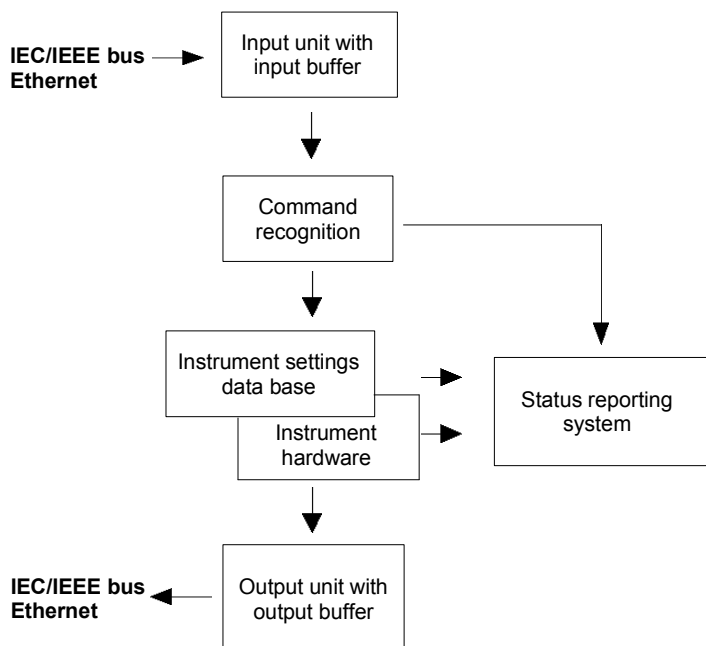 IEC/IEEE bus
Ethernet
Input unit with
input buffer
Command
recognition
Instrument settings
data base
Instrument
hardware
Status reporting
system
IEC/IEEE bus
Ethernet
Output unit with
output buffer